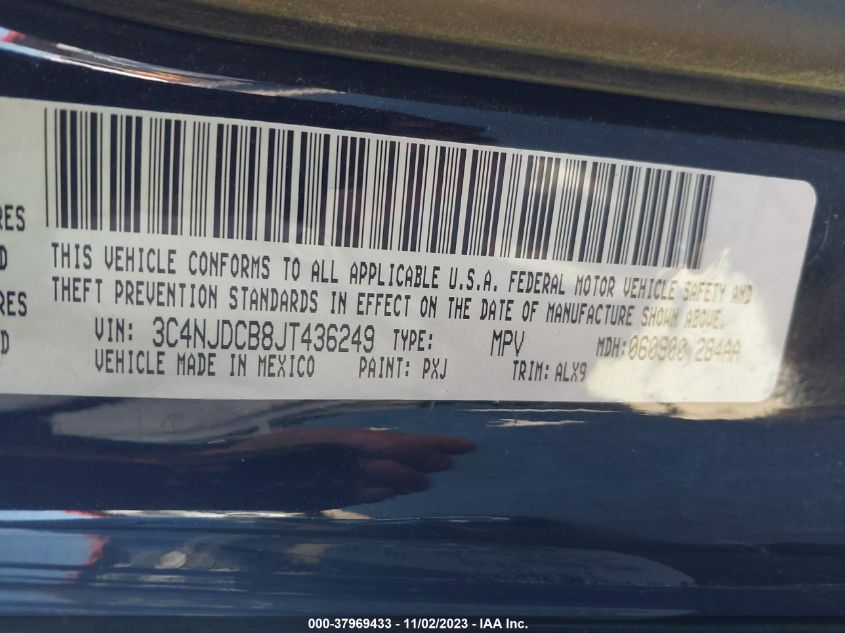 RES
THIS VEHICLE CONFORMS TO ALL APPLICABLE U.S.A. FEDERAL MOTOR VEHICLE SAFETY AND
D
THEFT PREVENTION STANDARDS IN EFFECT ON THE DATE OF MANUFACTURE SHOWN ABOVE.
RES
VIN: 3C4NJDCB8JT436249 TYPE: MPV MDH: 060900 284AA
D
VEHICLE MADE IN MEXICO PAINT: PXJ TRIM: ALX9
000-37969433 - 11/02/2023 - IAA Inc.